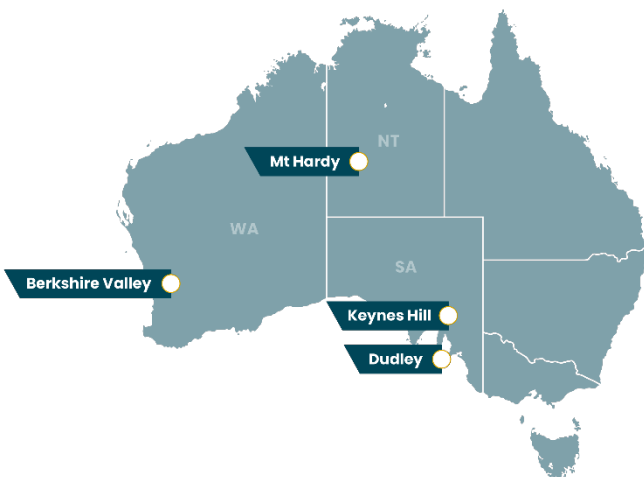 NT
Mt Hardy
WA
SA
Berkshire Valley
Keynes Hill
Dudley